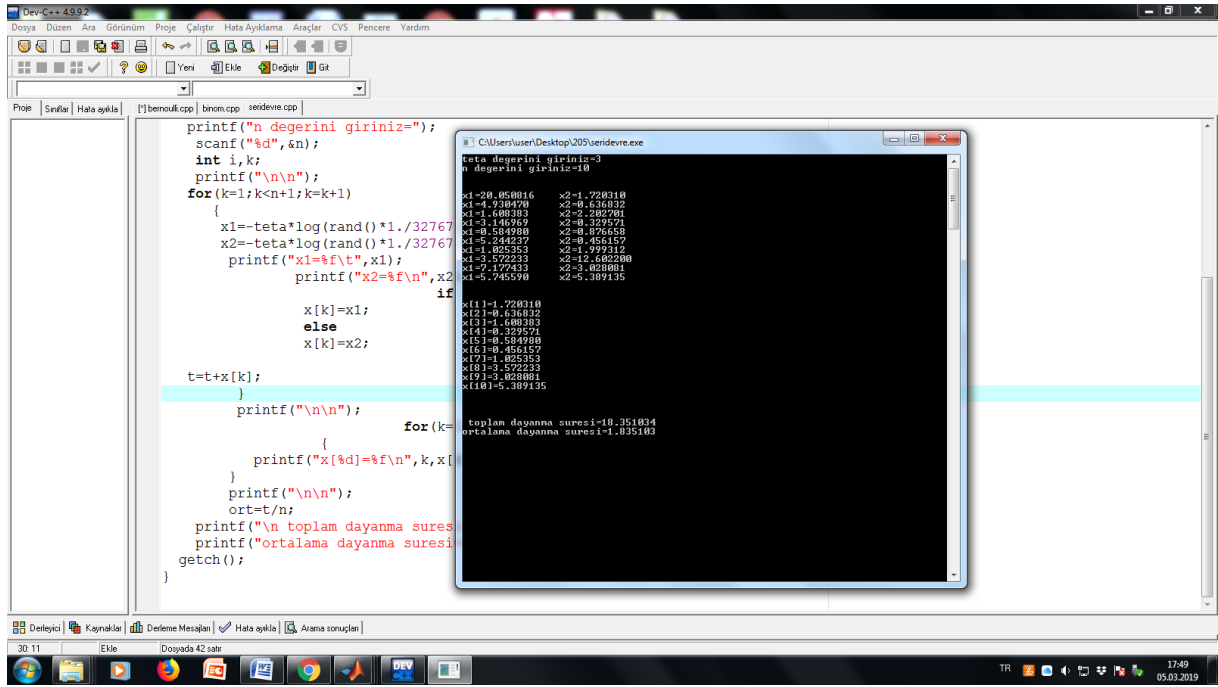 Dev-C++ 4.9.9.2
Dosya Düzen Ara Görünüm Proje Çalıştır Hata Ayıklama Araçlar CVS Pencere Yardım
Yeni Ekle Değiştir Git
Proje Sınıflar Hata ayıkla [*] bernoulli.cpp binom.cpp seridevre.cpp
printf("n degerini giriniz=");
scanf("%d",&n);
int i,k;
printf("\n\n");
for(k=1;k<n+1;k=k+1)
{
x1=-teta*log(rand()*1./32767
x2=-teta*log(rand()*1./32767
printf("x1=%f\t",x1);
printf("x2=%f\n",x2
if
x[k]=x1;
else
x[k]=x2;
t=t+x[k];
}
printf("\n\n");
for(k=
{
printf("x[%d]=%f\n",k,x[
}
printf("\n\n");
ort=t/n;
printf("\n toplam dayanma sures
printf("ortalama dayanma suresi
getch();
}
C:\Users\user\Desktop\205\seridevre.exe
teta degerini giriniz=3
n degerini giriniz=10
x1=20.050816 x2=1.720310
x1=4.930470 x2=0.636832
x1=1.608383 x2=2.202701
x1=3.146969 x2=0.329571
x1=0.584980 x2=0.876658
x1=5.244237 x2=0.456157
x1=1.025353 x2=1.999312
x1=3.572233 x2=12.602200
x1=7.177433 x2=3.028081
x1=5.745590 x2=5.389135
x[1]=1.720310
x[2]=0.636832
x[3]=1.608383
x[4]=0.329571
x[5]=0.584980
x[6]=0.456157
x[7]=1.025353
x[8]=3.572233
x[9]=3.028081
x[10]=5.389135
toplam dayanma suresi=18.351034
ortalama dayanma suresi=1.835103
Derleyici Kaynaklar Derleme Mesajları Hata ayıkla Arama sonuçları
30: 11 Ekle Dosyada 42 satır
DEV
TR
17:49
05.03.2019